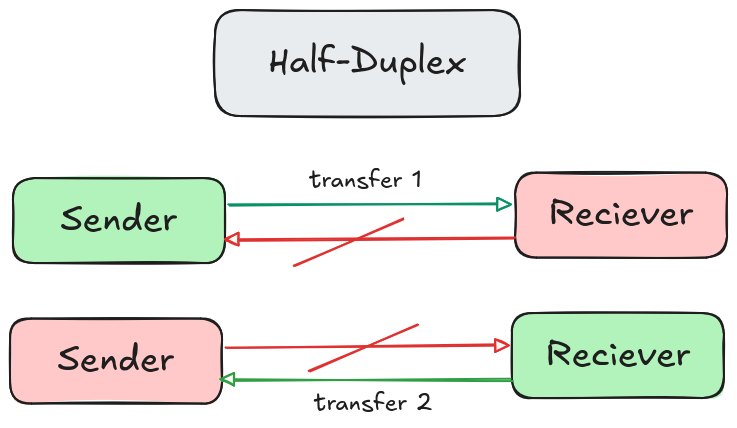 Half-Duplex
transfer 1
Sender
Reciever
Sender
Reciever
transfer 2